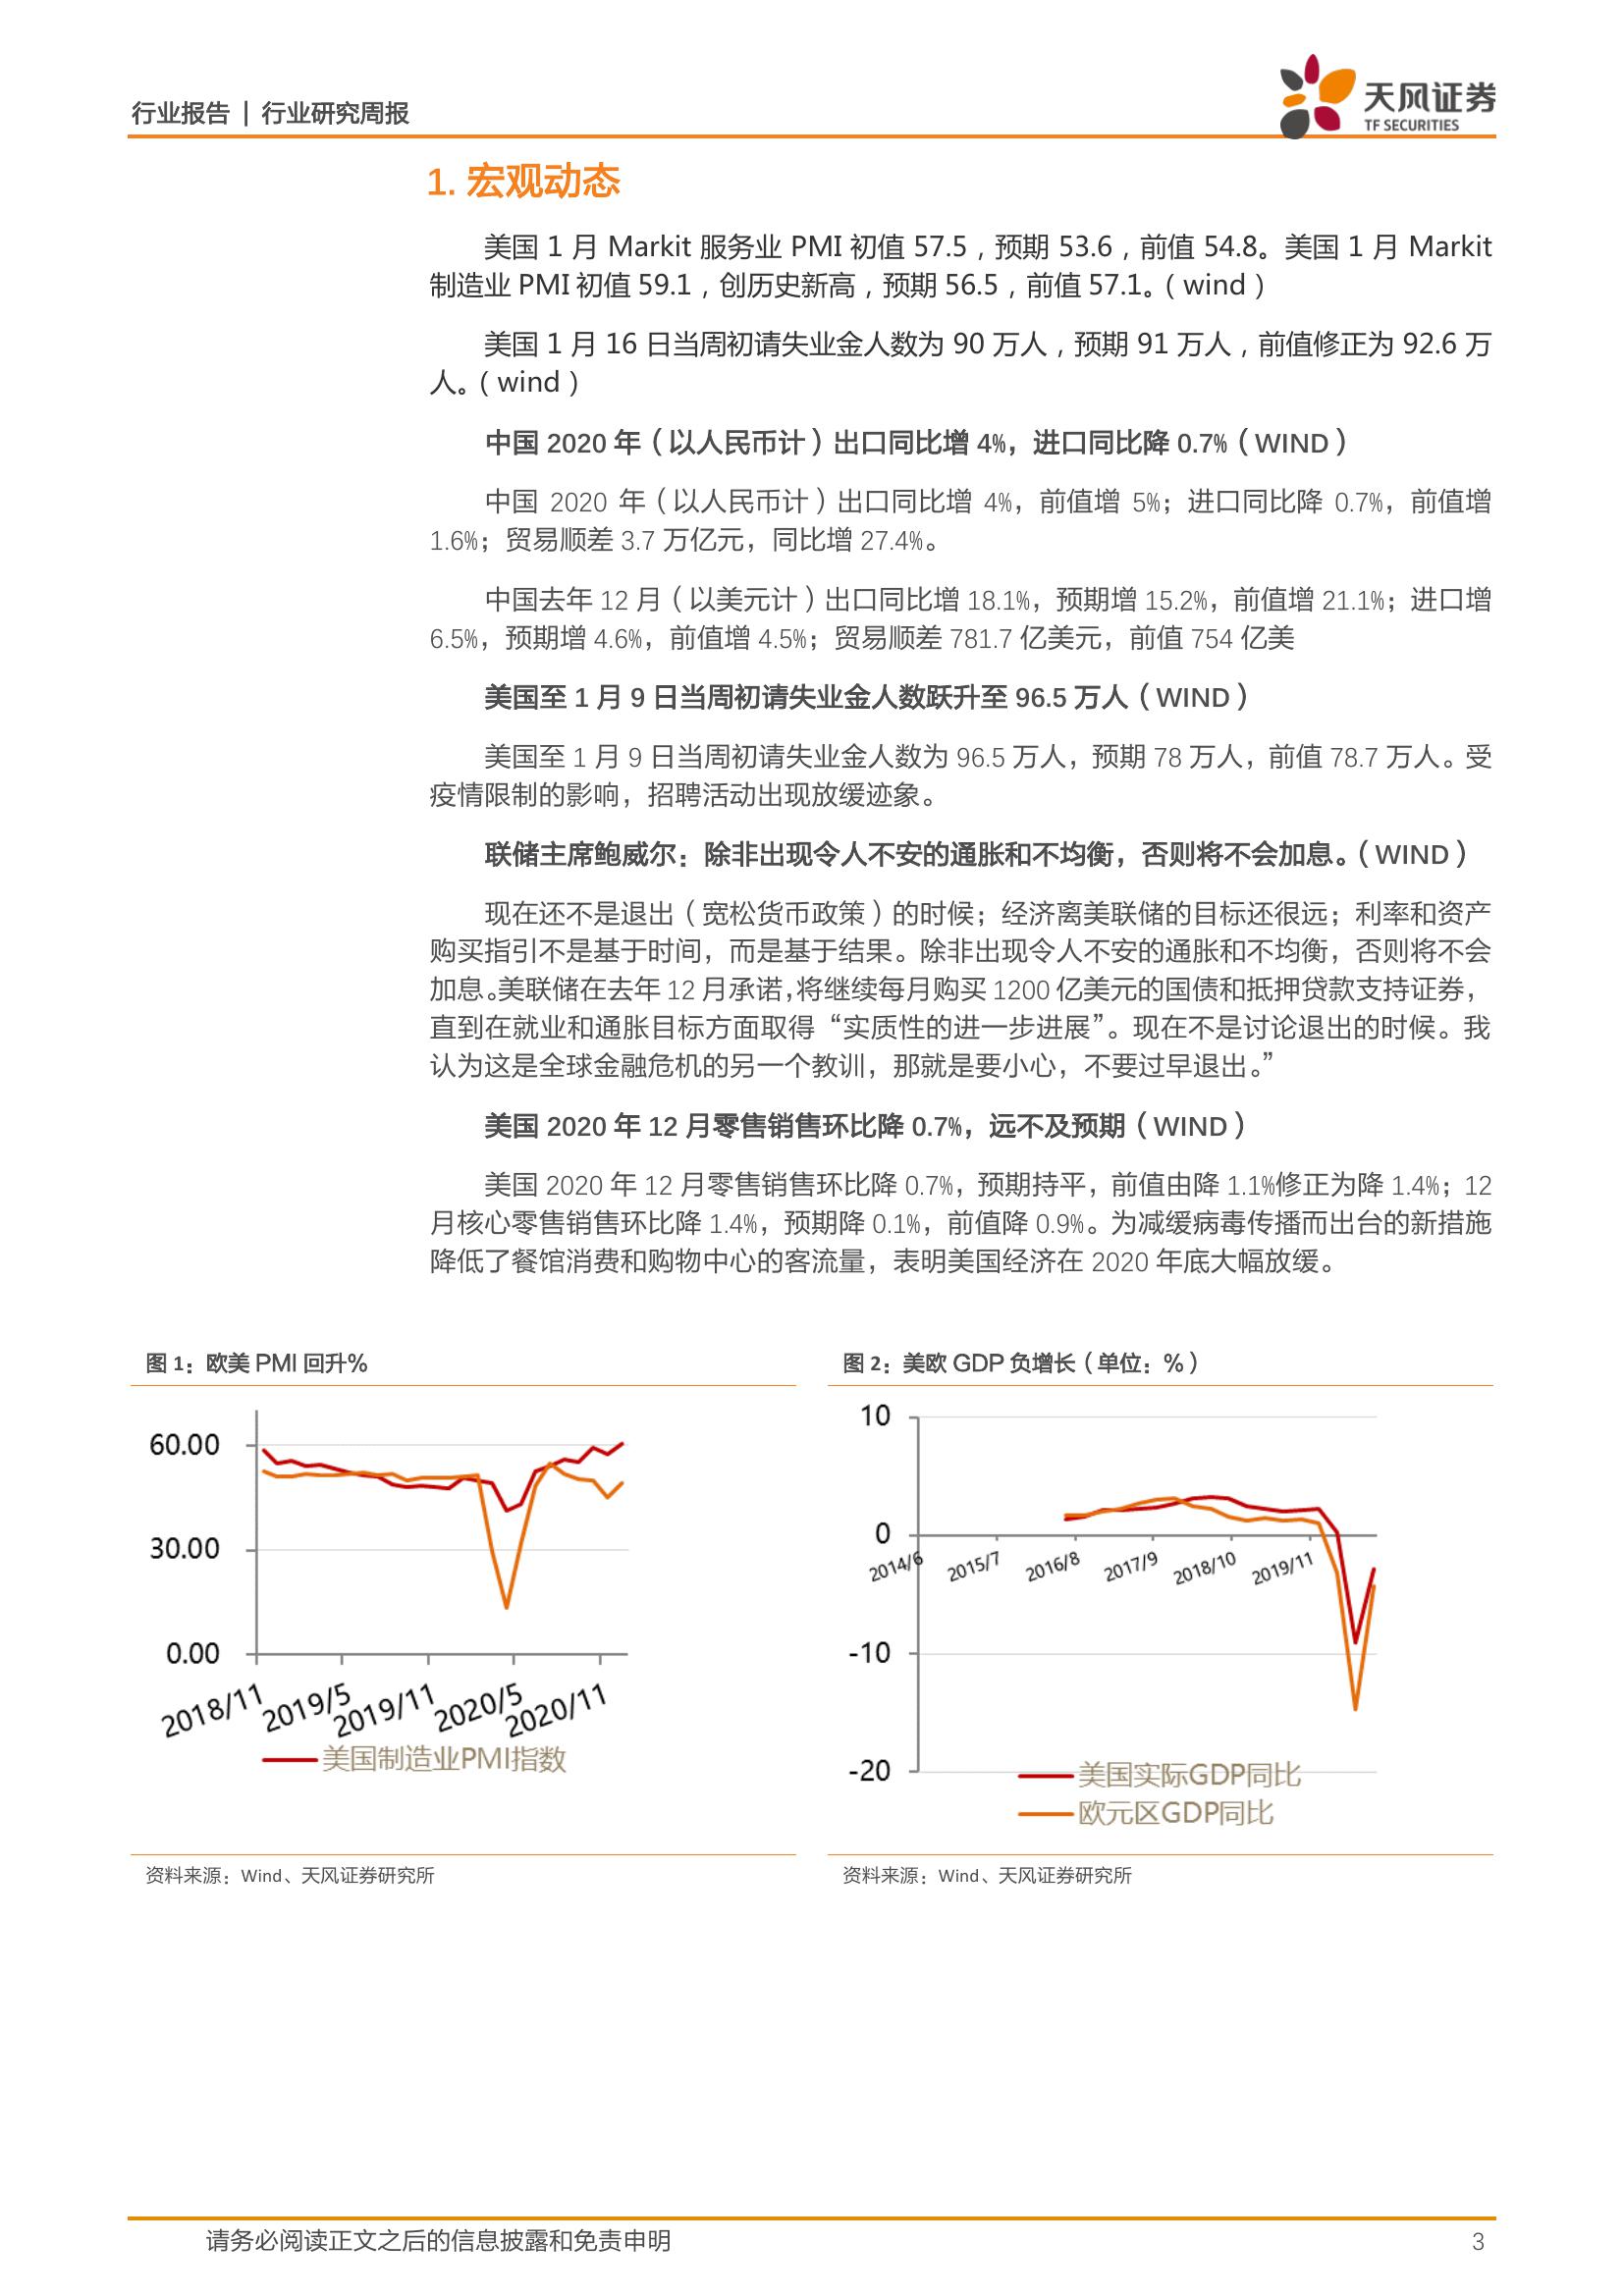 行业报告 | 行业研究周报
天风证券
TF SECURITIES
1. 宏观动态
美国 1 月 Markit 服务业 PMI 初值 57.5，预期 53.6，前值 54.8。美国 1 月 Markit
制造业 PMI 初值 59.1，创历史新高，预期 56.5，前值 57.1。（wind）
美国 1 月 16 日当周初请失业金人数为 90 万人，预期 91 万人，前值修正为 92.6 万
人。（wind）
中国 2020 年（以人民币计）出口同比增 4%，进口同比降 0.7%（WIND）
中国 2020 年（以人民币计）出口同比增 4%，前值增 5%；进口同比降 0.7%，前值增
1.6%；贸易顺差 3.7 万亿元，同比增 27.4%。
中国去年 12 月（以美元计）出口同比增 18.1%，预期增 15.2%，前值增 21.1%；进口增
6.5%，预期增 4.6%，前值增 4.5%；贸易顺差 781.7 亿美元，前值 754 亿美
美国至 1 月 9 日当周初请失业金人数跃升至 96.5 万人（WIND）
美国至 1 月 9 日当周初请失业金人数为 96.5 万人，预期 78 万人，前值 78.7 万人。受
疫情限制的影响，招聘活动出现放缓迹象。
联储主席鲍威尔：除非出现令人不安的通胀和不均衡，否则将不会加息。（WIND）
现在还不是退出（宽松货币政策）的时候；经济离美联储的目标还很远；利率和资产
购买指引不是基于时间，而是基于结果。除非出现令人不安的通胀和不均衡，否则将不会
加息。美联储在去年 12 月承诺，将继续每月购买 1200 亿美元的国债和抵押贷款支持证券，
直到在就业和通胀目标方面取得“实质性的进一步进展”。现在不是讨论退出的时候。我
认为这是全球金融危机的另一个教训，那就是要小心，不要过早退出。”
美国 2020 年 12 月零售销售环比降 0.7%，远不及预期（WIND）
美国 2020 年 12 月零售销售环比降 0.7%，预期持平，前值由降 1.1%修正为降 1.4%；12
月核心零售销售环比降 1.4%，预期降 0.1%，前值降 0.9%。为减缓病毒传播而出台的新措施
降低了餐馆消费和购物中心的客流量，表明美国经济在 2020 年底大幅放缓。
图 1：欧美 PMI 回升%
60.00
30.00
0.00
2018/11
2019/5
2019/11
2020/5
2020/11
美国制造业PMI指数
资料来源：Wind、天风证券研究所
图 2：美欧 GDP 负增长（单位：%）
10
0
-10
-20
2014/6
2015/7
2016/8
2017/9
2018/10
2019/11
美国实际GDP同比
欧元区GDP同比
资料来源：Wind、天风证券研究所
请务必阅读正文之后的信息披露和免责申明
3